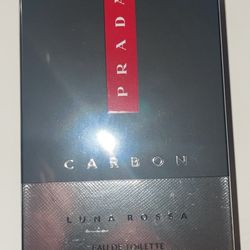 PRADA
CARBON
LUNA ROSSA
EAU DE TOILETTE